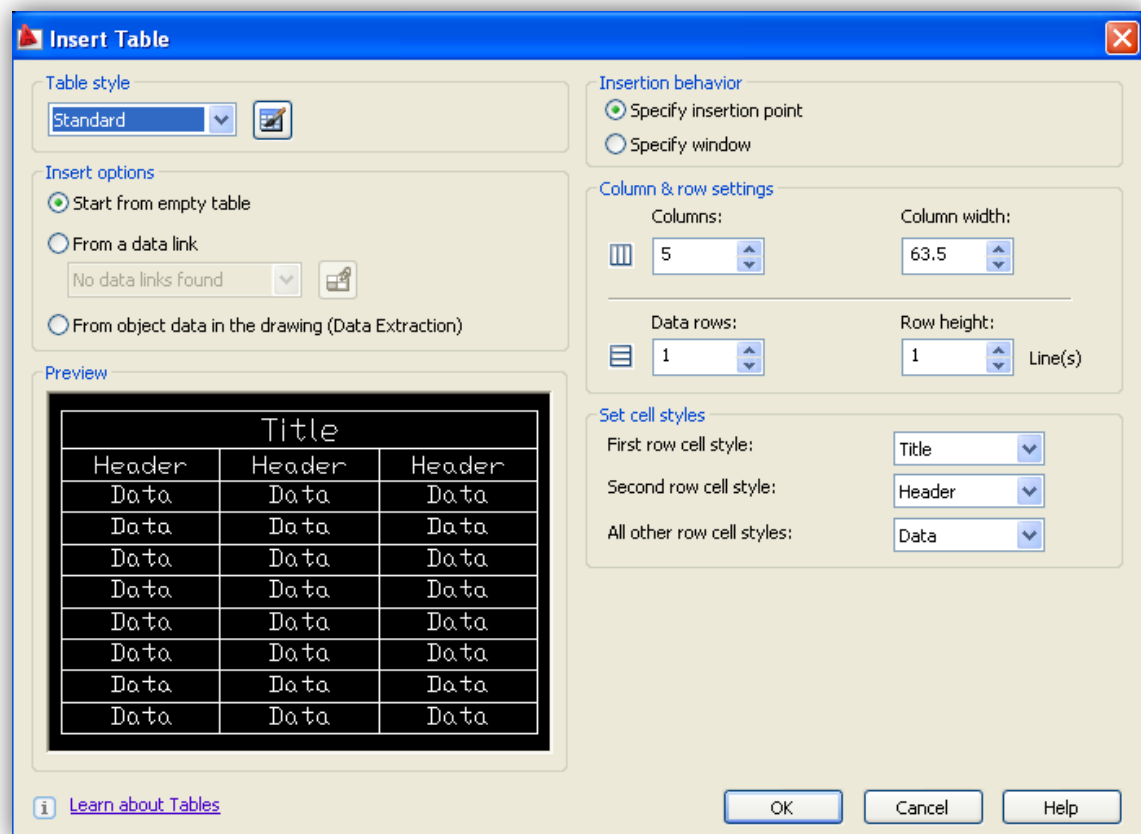 Insert Table
Table style
Standard
Insert options
Start from empty table
From a data link
No data links found
From object data in the drawing (Data Extraction)
Preview
Title
Header Header Header
Data Data Data
Data Data Data
Data Data Data
Data Data Data
Data Data Data
Data Data Data
Data Data Data
Data Data Data
Insertion behavior
Specify insertion point
Specify window
Column & row settings
Columns: Column width:
5 63.5
Data rows: Row height:
1 1 Line(s)
Set cell styles
First row cell style: Title
Second row cell style: Header
All other row cell styles: Data
Learn about Tables
OK Cancel Help